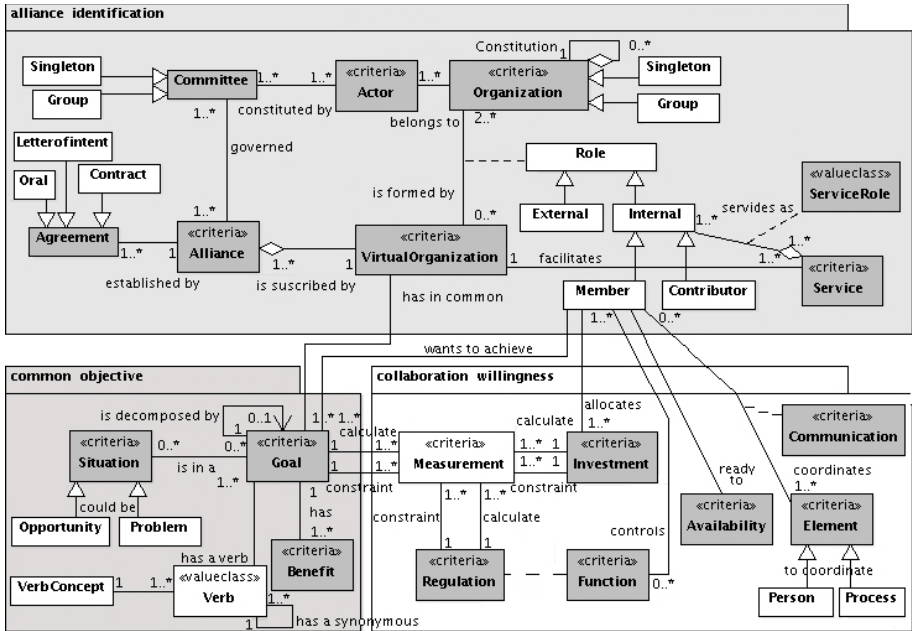 alliance identification
Constitution
1
0..*
Singleton
Group
Committee
1..*
1..*
«criteria»
Actor
1..*
«criteria»
Organization
Singleton
Group
1..*
constituted by
belongs to
2..*
Letterofintent
Oral
Contract
governed
Role
is formed by
External
Internal
1..*
servides as
«valueclass»
ServiceRole
1..*
0..*
Agreement
1..*
1
«criteria»
Alliance
1..*
1
«criteria»
VirtualOrganization
1
facilitates
1..*
1..*
«criteria»
Service
established by
is suscribed by
has in common
Member
Contributor
1..*
0..*
wants to achieve
common objective
collaboration willingness
is decomposed by
0..1
1
1..*
1..*
calculate
calculate
allocates
1..*
«criteria»
Communication
«criteria»
Situation
0..*
0..*
is in a
1..*
«criteria»
Goal
1
1
1..*
1..*
constraint
Measurement
1..*
1
1..*
1
constraint
«criteria»
Investment
ready
to
coordinates
1..*
could be
Opportunity
Problem
1
has
1..*
constraint
1..*
1..*
calculate
controls
«criteria»
Availability
«criteria»
Element
has a verb
«criteria»
Benefit
1
1
«criteria»
Regulation
«criteria»
Function
0..*
to coordinate
VerbConcept
1
1..*
«valueclass»
Verb
1..*
1
has a synonymous
Person
Process